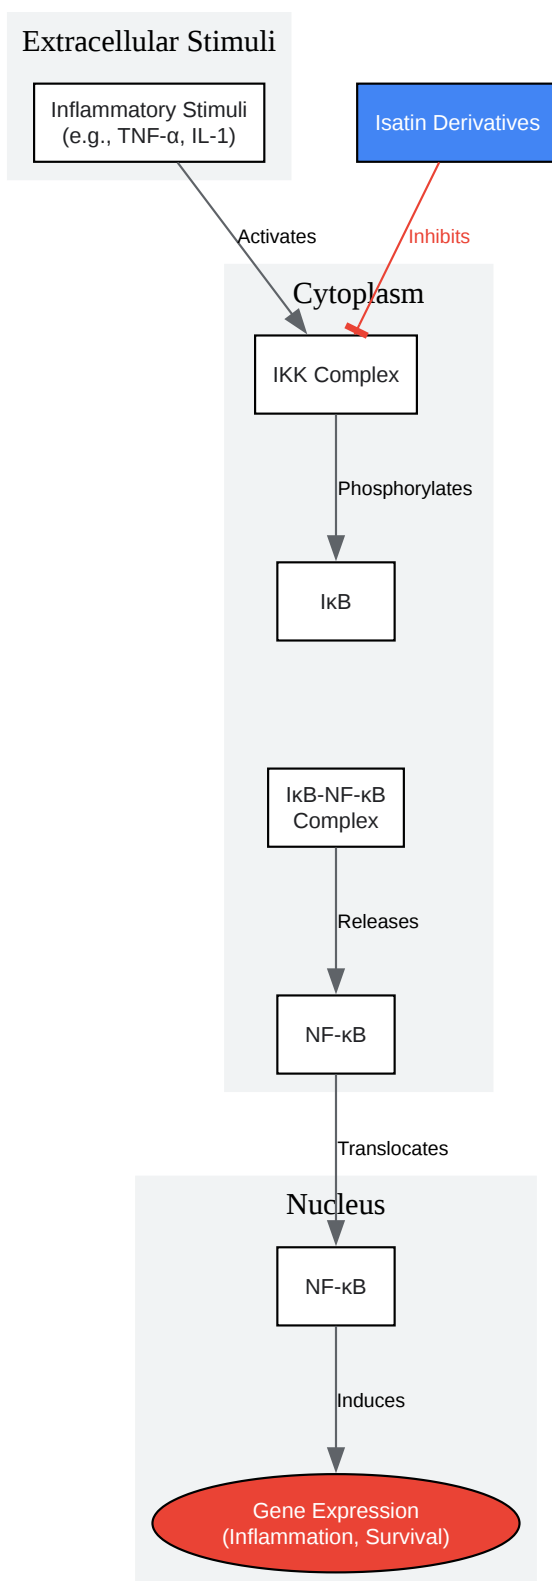 Extracellular Stimuli
Inflammatory Stimuli
(e.g., TNF-α, IL-1)
Isatin Derivatives
Activates
Inhibits
Cytoplasm
IKK Complex
Phosphorylates
IκB
IκB-NF-κB
Complex
Releases
NF-κB
Translocates
Nucleus
NF-κB
Induces
Gene Expression
(Inflammation, Survival)